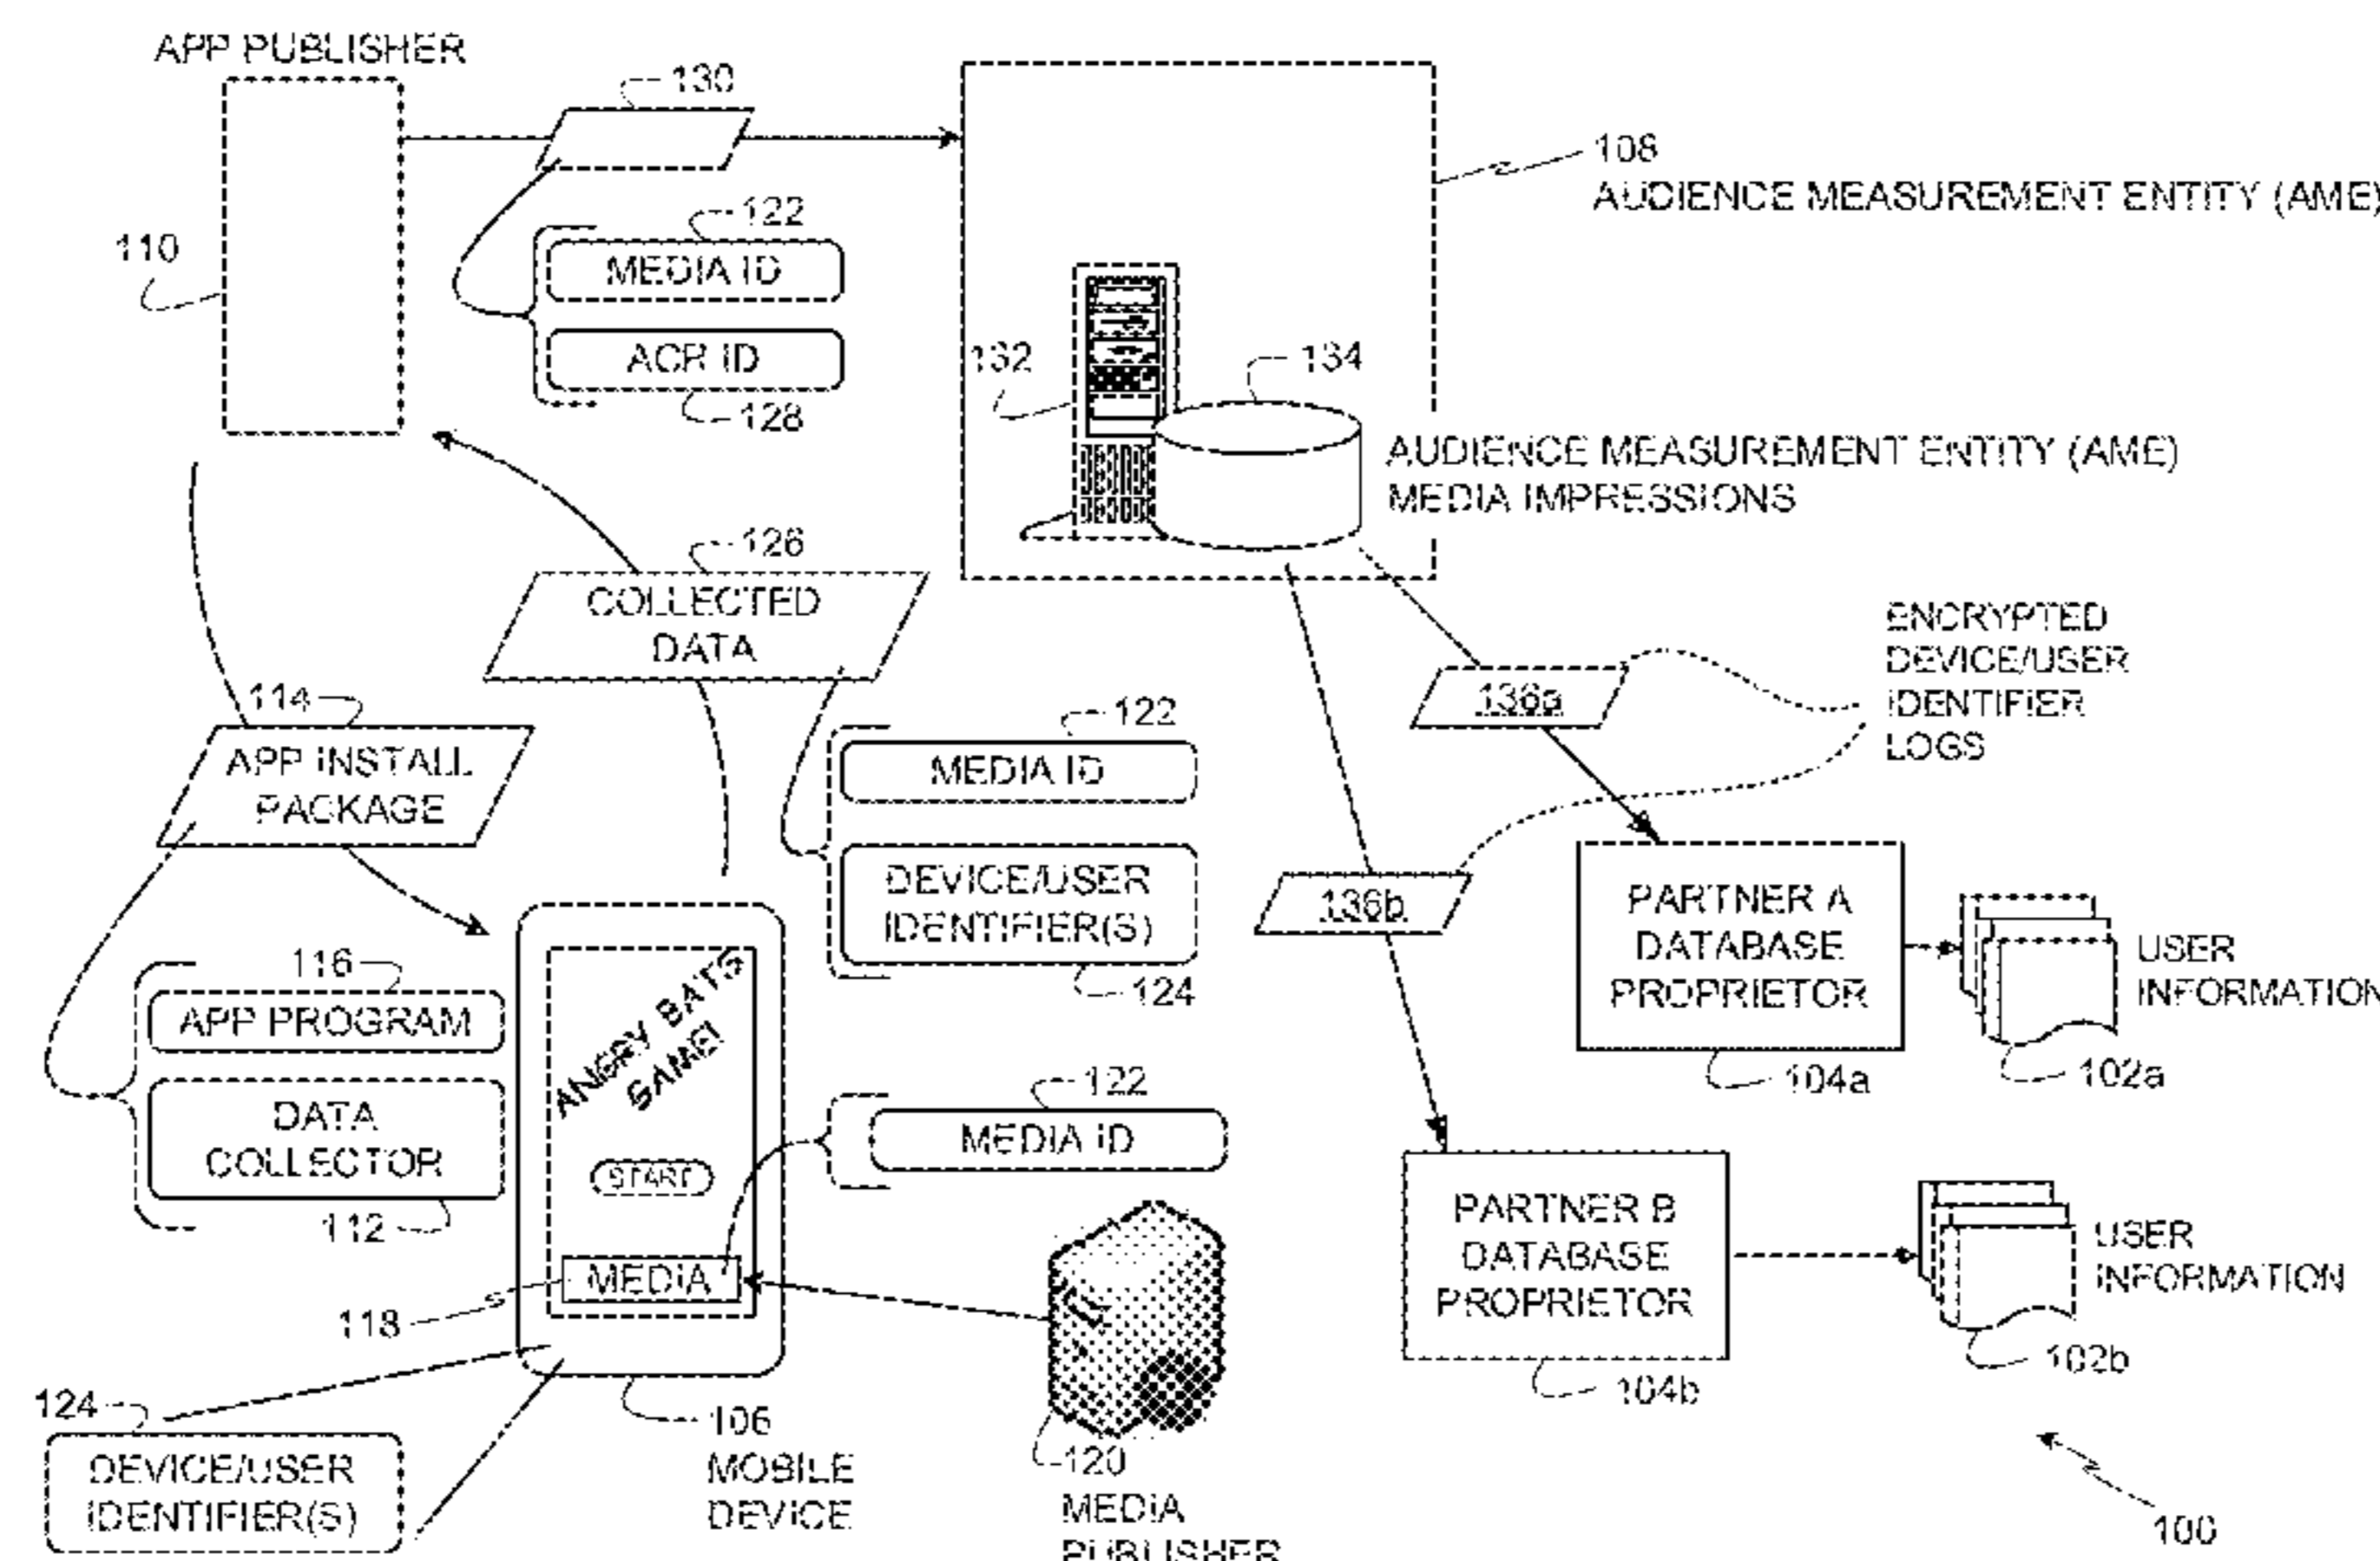 APP PUBLISHER
130
108
AUDIENCE MEASUREMENT ENTITY (AME)
122
110
MEDIA ID
ACR ID
128
132
134
AUDIENCE MEASUREMENT ENTITY (AME)
MEDIA IMPRESSIONS
126
COLLECTED
DATA
ENCRYPTED
DEVICE/USER
IDENTIFIER
LOGS
136a
114
APP INSTALL
PACKAGE
122
MEDIA ID
DEVICE/USER
IDENTIFIER(S)
124
136b
PARTNER A
DATABASE
PROPRIETOR
104a
USER
INFORMATION
102a
116
APP PROGRAM
DATA
COLLECTOR
112
ANGRY BATS
GAME!
START
MEDIA
118
122
MEDIA ID
PARTNER B
DATABASE
PROPRIETOR
104b
USER
INFORMATION
102b
124
DEVICE/USER
IDENTIFIER(S)
106
MOBILE
DEVICE
120
MEDIA
PUBLISHER
100